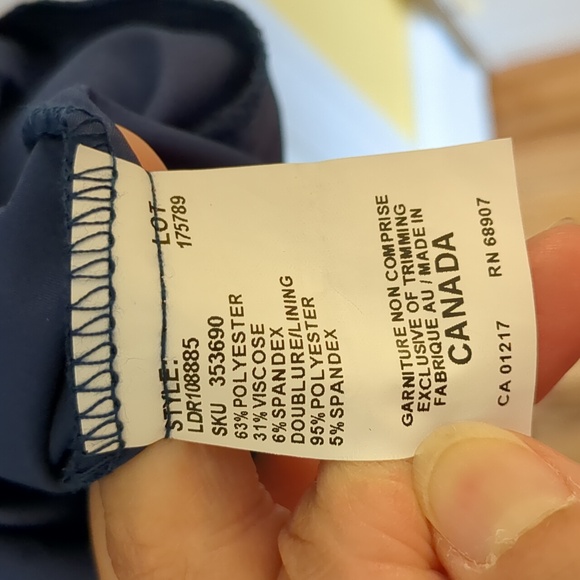 STYLE: LOT
LDR108885 175789
SKU 353690
63% POLYESTER
31% VISCOSE
6% SPANDEX
DOUBLURE/LINING
95% POLYESTER
5% SPANDEX
GARNITURE NON COMPRISE
EXCLUSIVE OF TRIMMING
FABRIQUE AU / MADE IN
CANADA
CA 01217 RN 68907